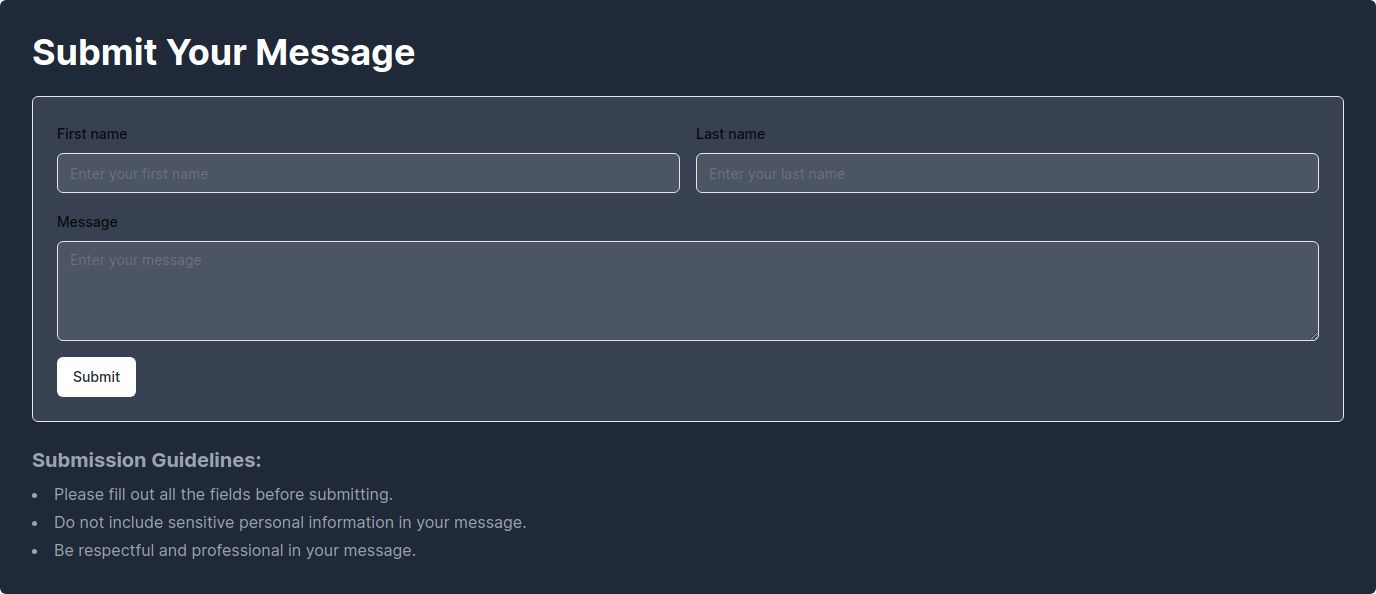 Submit Your Message
First name
Last name
Enter your first name
Enter your last name
Message
Enter your message
Submit
Submission Guidelines:
Please fill out all the fields before submitting.
Do not include sensitive personal information in your message.
Be respectful and professional in your message.